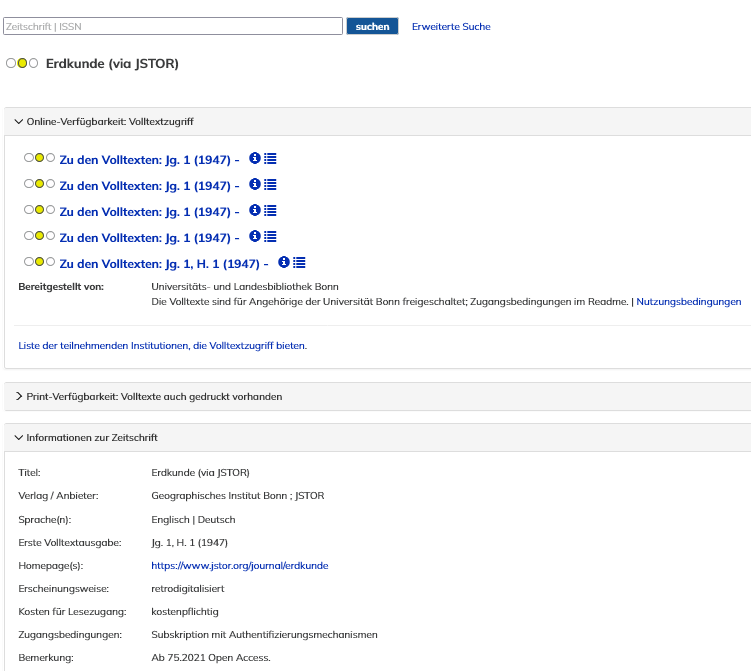 Zeitschrift | ISSN suchen Erweiterte Suche
Erdkunde (via JSTOR)
Online-Verfügbarkeit: Volltextzugriff
Zu den Volltexten: Jg. 1 (1947) -
Zu den Volltexten: Jg. 1 (1947) -
Zu den Volltexten: Jg. 1 (1947) -
Zu den Volltexten: Jg. 1 (1947) -
Zu den Volltexten: Jg. 1, H. 1 (1947) -
Bereitgestellt von: Universitäts- und Landesbibliothek Bonn
Die Volltexte sind für Angehörige der Universität Bonn freigeschaltet; Zugangsbedingungen im Readme. | Nutzungsbedingungen
Liste der teilnehmenden Institutionen, die Volltextzugriff bieten.
Print-Verfügbarkeit: Volltexte auch gedruckt vorhanden
Informationen zur Zeitschrift
Titel: Erdkunde (via JSTOR)
Verlag / Anbieter: Geographisches Institut Bonn ; JSTOR
Sprache(n): Englisch | Deutsch
Erste Volltextausgabe: Jg. 1, H. 1 (1947)
Homepage(s): https://www.jstor.org/journal/erdkunde
Erscheinungsweise: retrodigitalisiert
Kosten für Lesezugang: kostenpflichtig
Zugangsbedingungen: Subskription mit Authentifizierungsmechanismen
Bemerkung: Ab 75.2021 Open Access.